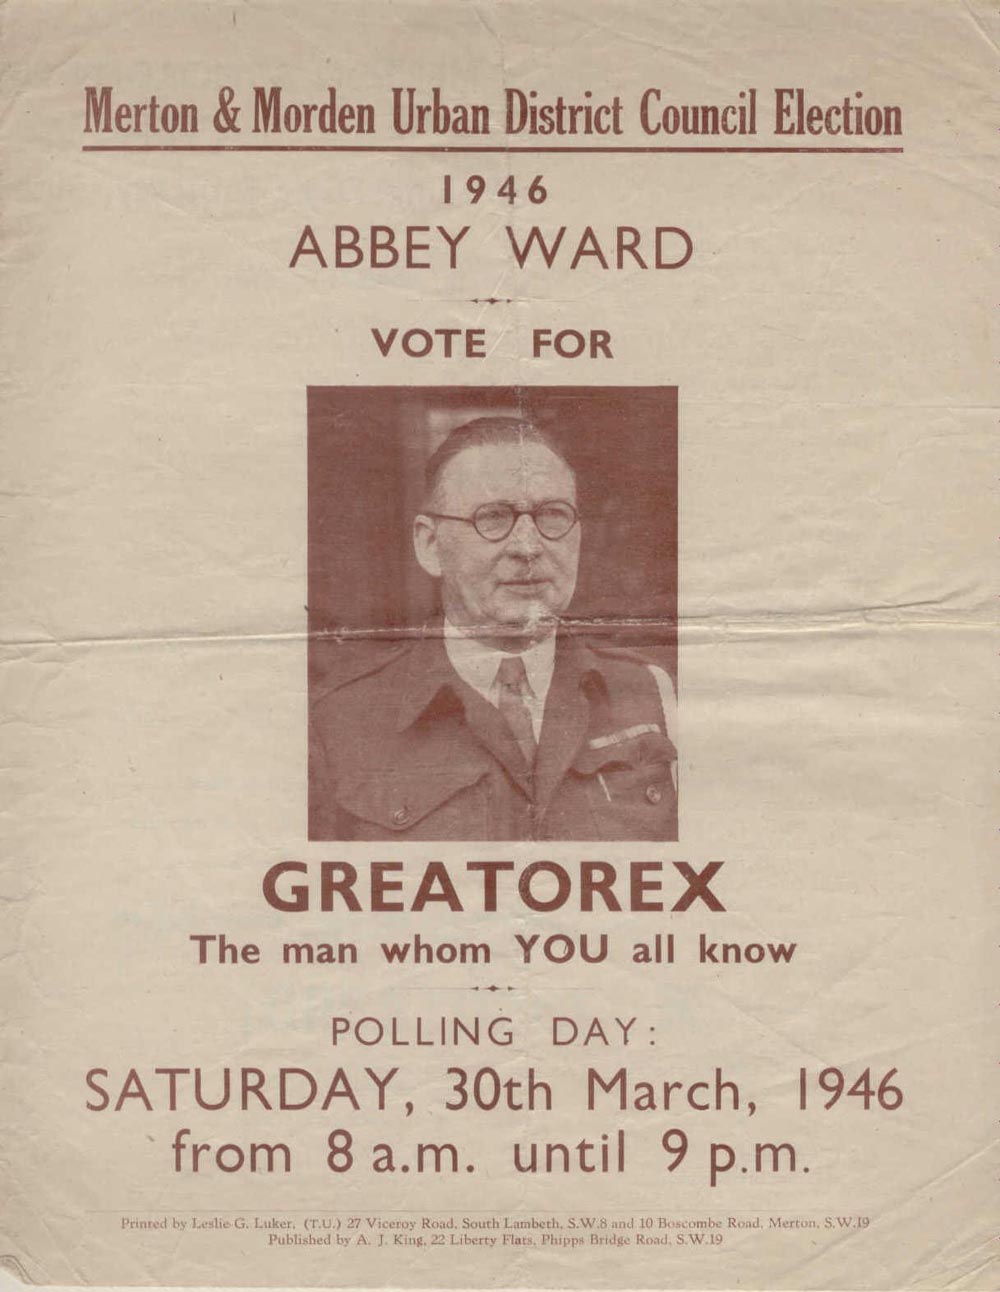 Merton & Morden Urban District Council Election
1946
ABBEY WARD
VOTE FOR
GREATOREX
The man whom YOU all know
POLLING DAY:
SATURDAY, 30th March, 1946
from 8 a.m. until 9 p.m.
Printed by Leslie G. Luker, (T.U.) 27 Viceroy Road, South Lambeth, S.W.8 and 10 Boscombe Road, Merton, S.W.19
Published by A. J. King, 22 Liberty Flats, Phipps Bridge Road, S.W.19